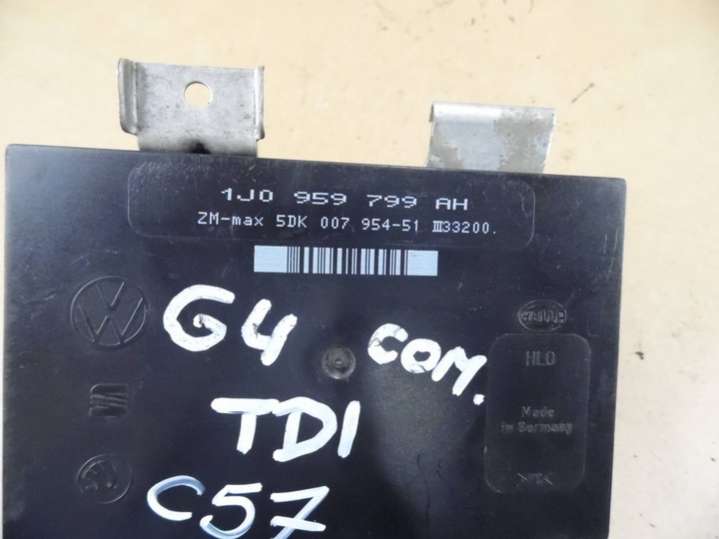 1J0 959 799 AH
ZM-max 5DK 007 954-51 III33200.
G4 COM.
TDI
C57
HELLA
HLO
Made
in Germany